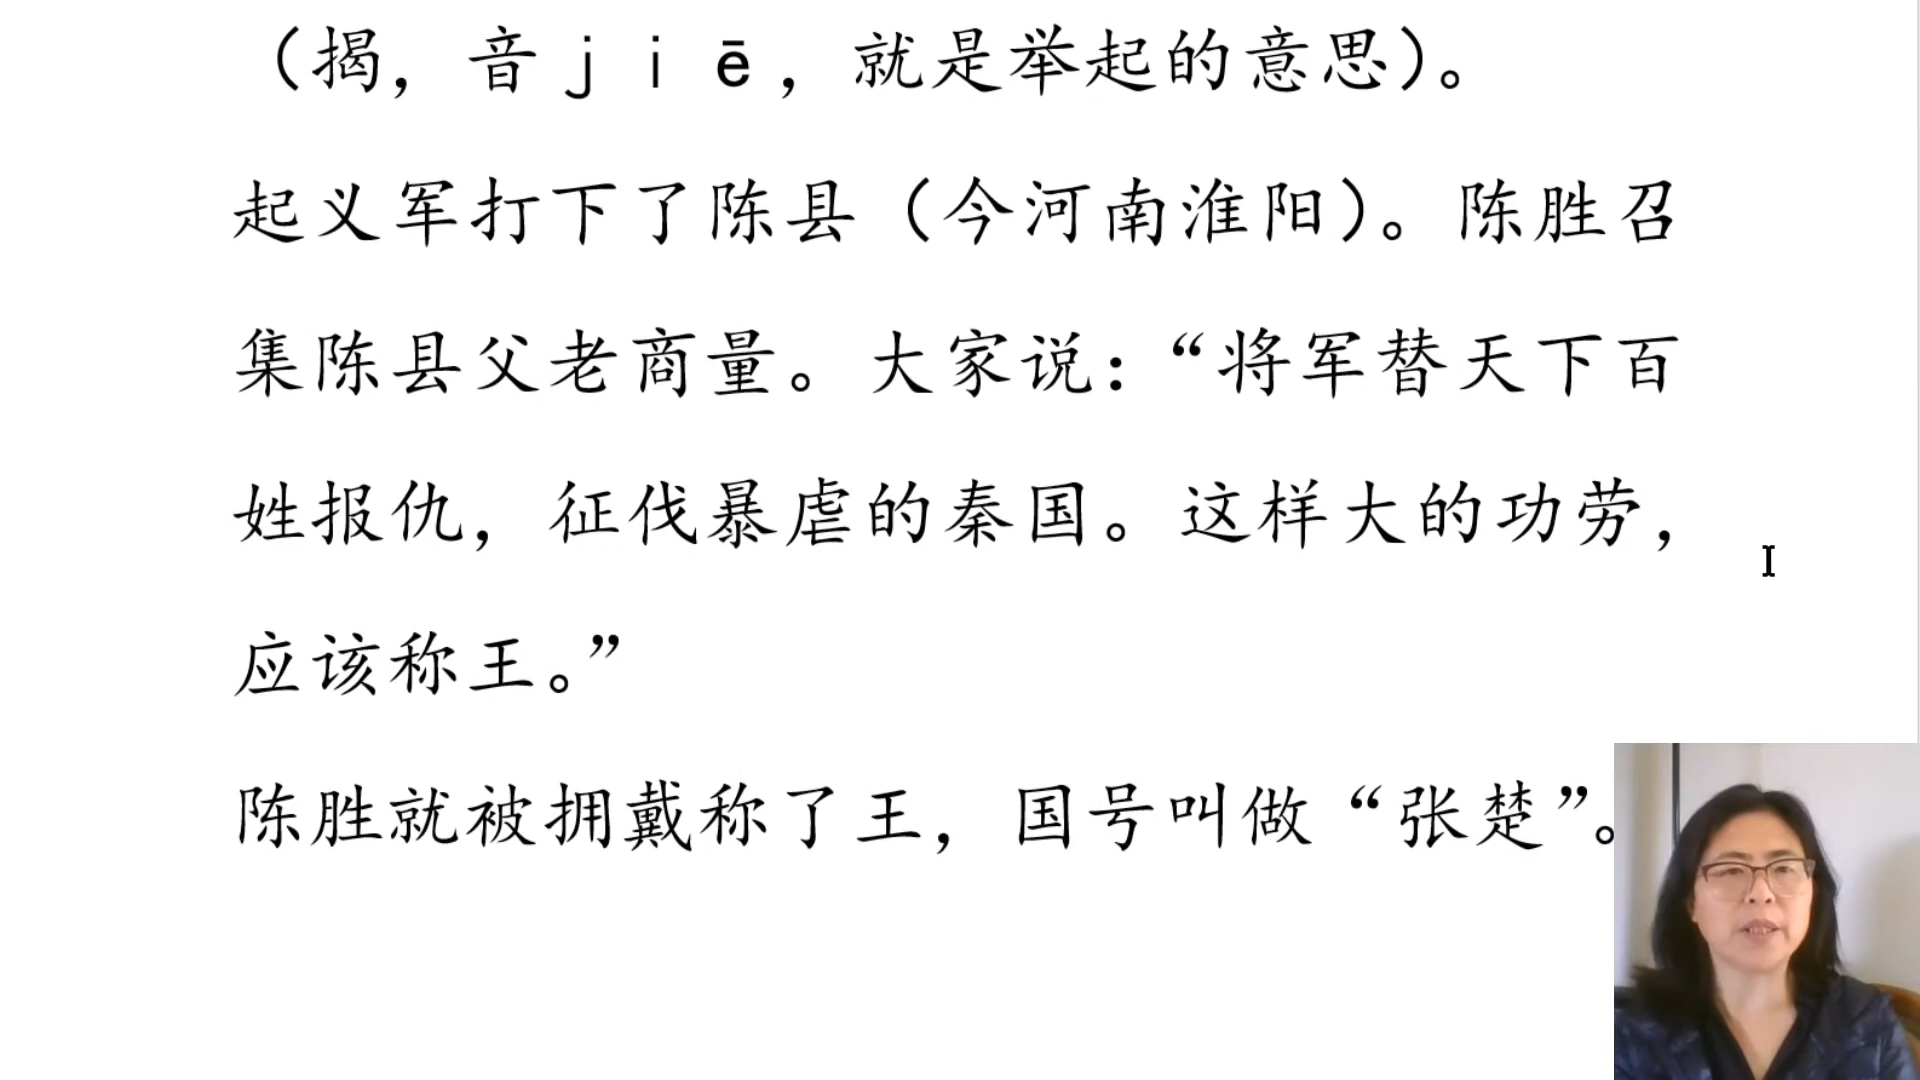 （揭，音jiē，就是举起的意思）。
起义军打下了陈县（今河南淮阳）。陈胜召
集陈县父老商量。大家说：“将军替天下百
姓报仇，征伐暴虐的秦国。这样大的功劳，
应该称王。”
陈胜就被拥戴称了王，国号叫做“张楚”。